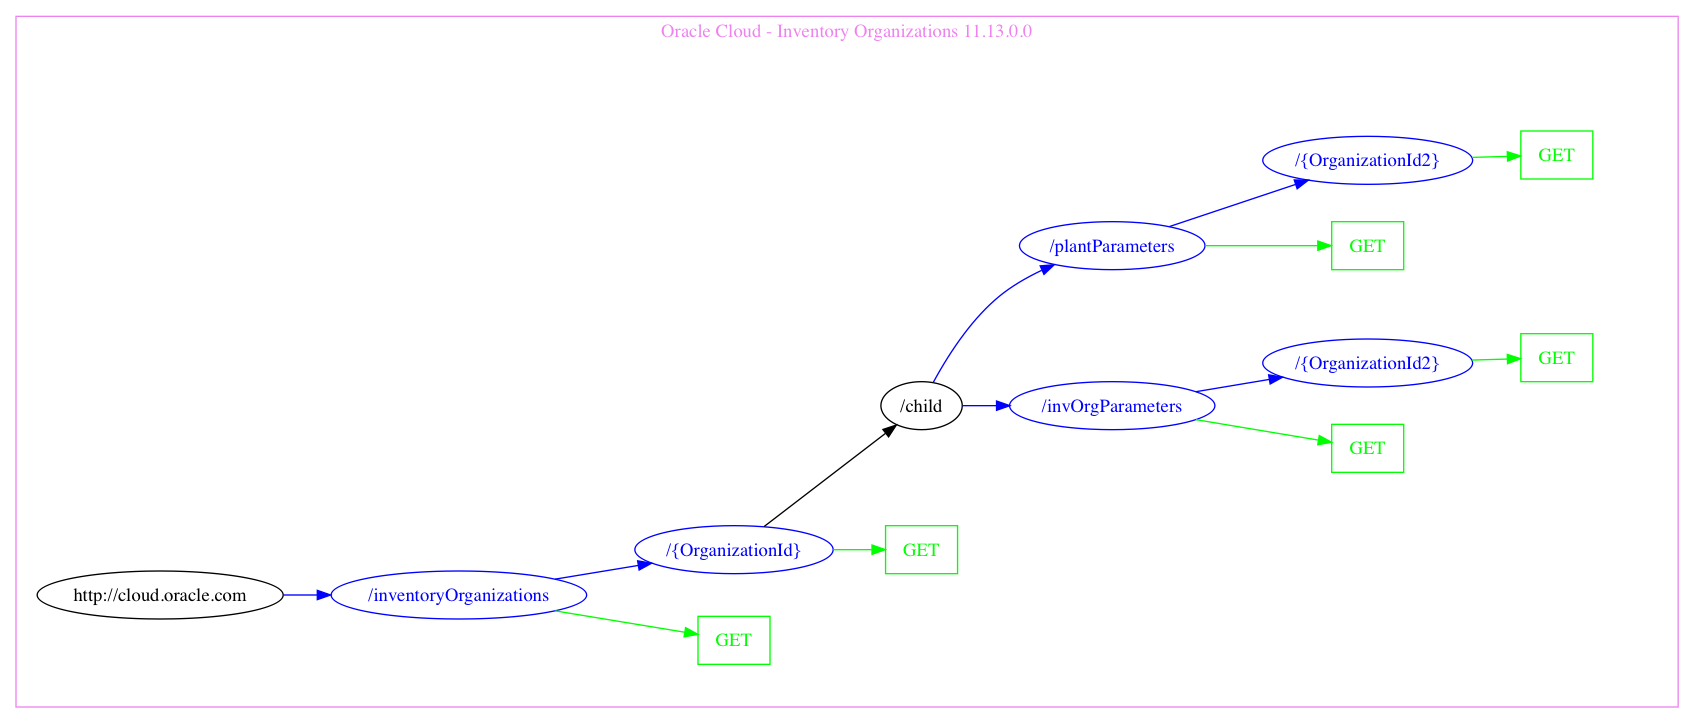 Oracle Cloud - Inventory Organizations 11.13.0.0
/{OrganizationId2}
GET
/plantParameters
GET
/{OrganizationId2}
GET
/child
/invOrgParameters
GET
/{OrganizationId}
GET
http://cloud.oracle.com
/inventoryOrganizations
GET